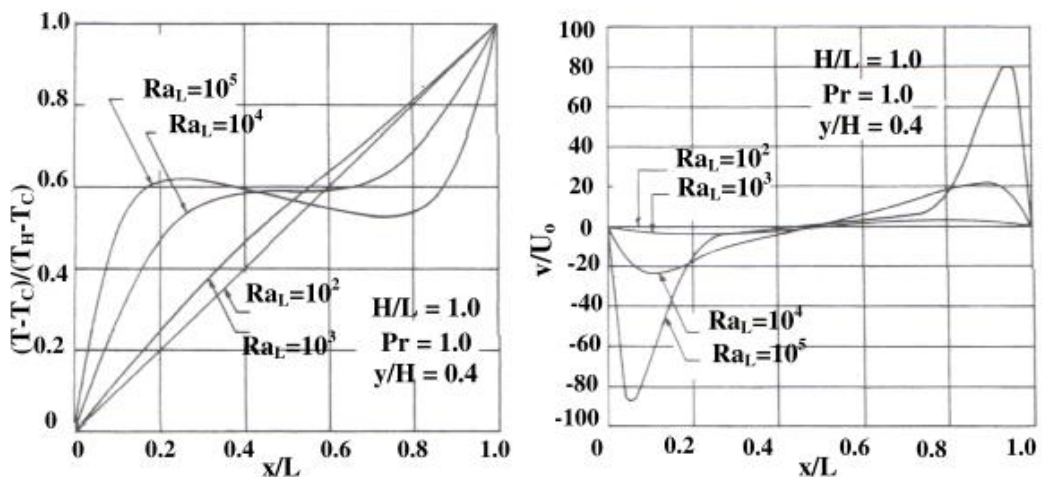 1.0
0.8
0.6
0.4
0.2
0
(T-T_C)/(T_H-T_C)
Ra_L=10^5
Ra_L=10^4
Ra_L=10^2
Ra_L=10^3
H/L = 1.0
Pr = 1.0
y/H = 0.4
0 0.2 0.4 0.6 0.8 1.0
x/L
80
60
40
20
0
-20
-40
-60
-80
-100
v/U_o
H/L = 1.0
Pr = 1.0
y/H = 0.4
Ra_L=10^2
Ra_L=10^3
Ra_L=10^4
Ra_L=10^5
0 0.2 0.4 0.6 0.8 1.0
x/L